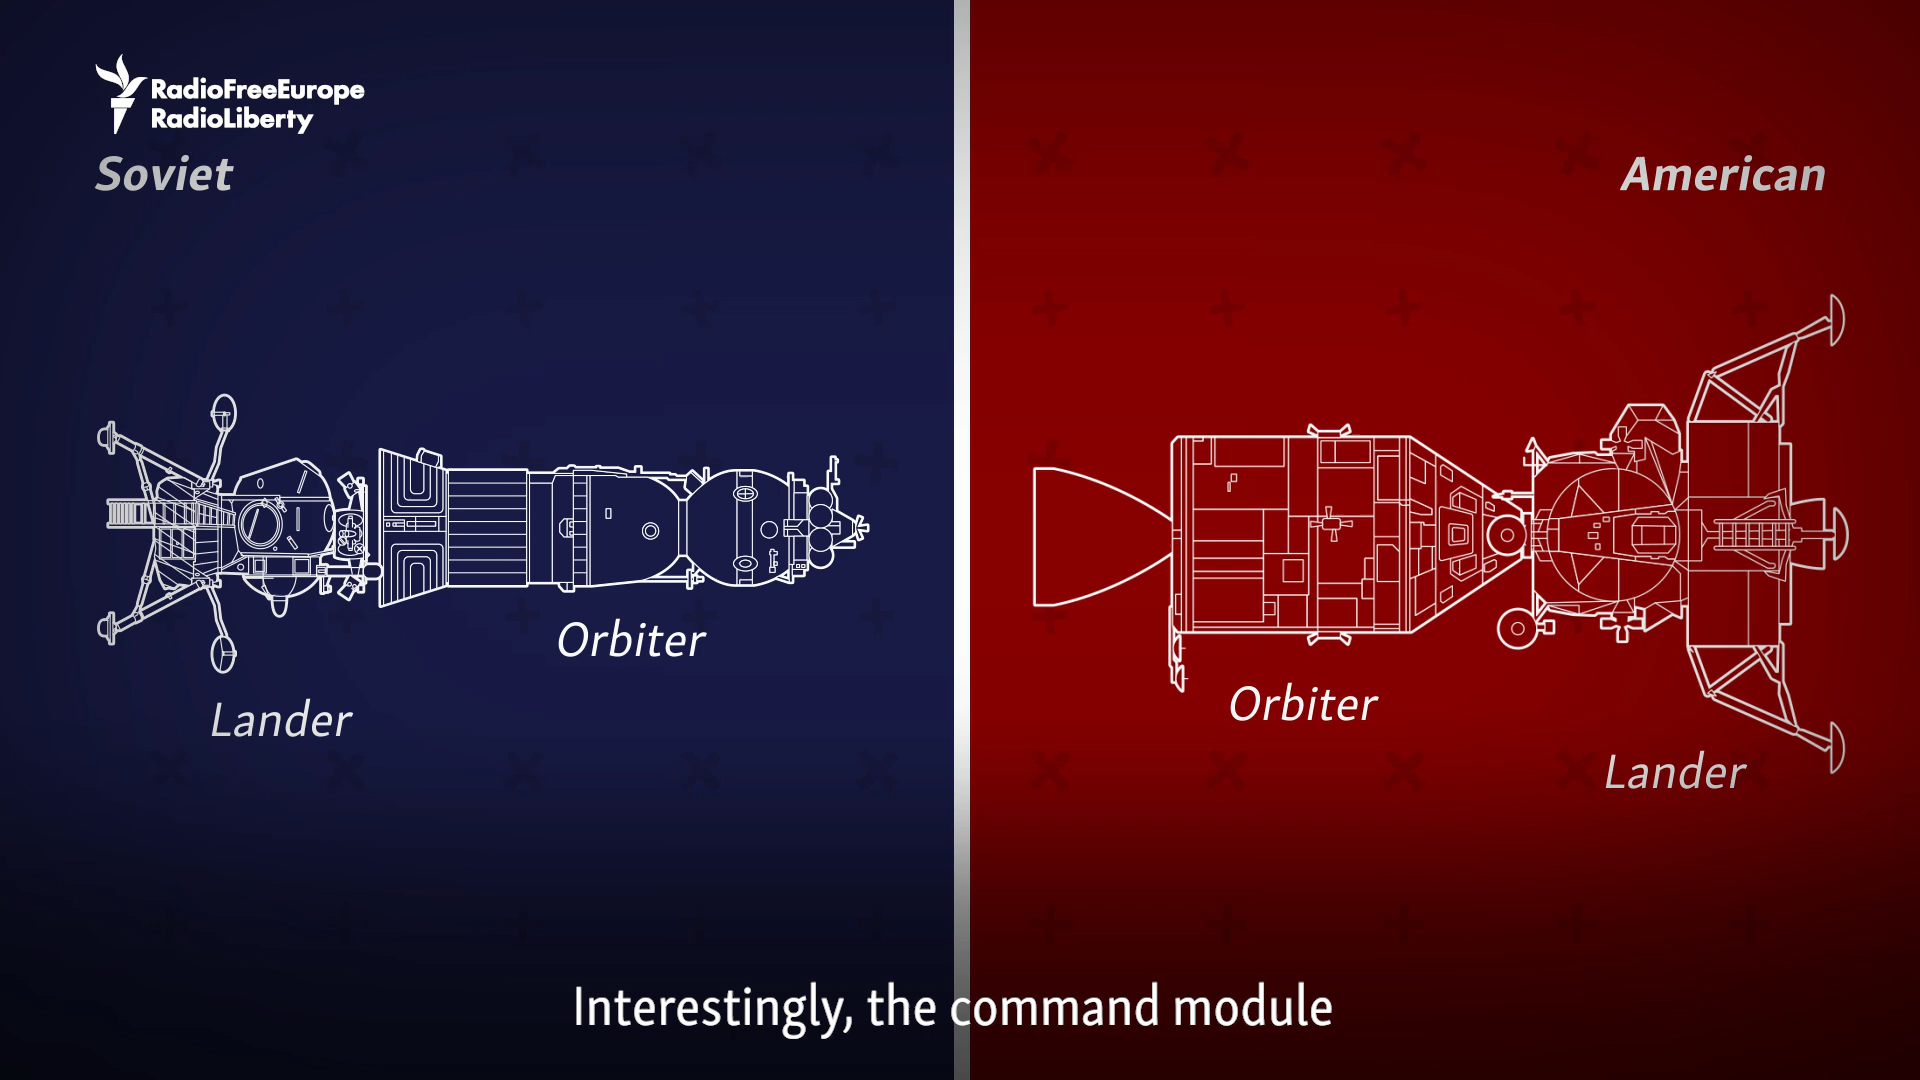 RadioFreeEurope
RadioLiberty
Soviet
American
Orbiter
Lander
Orbiter
Lander
Interestingly, the command module